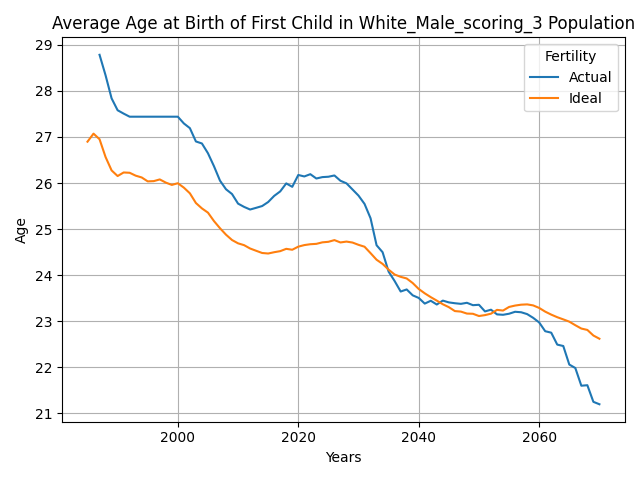 Average Age at Birth of First Child in White_Male_scoring_3 Population
Fertility
Actual
Ideal
29
28
27
26
25
24
23
22
21
Age
2000
2020
2040
2060
Years